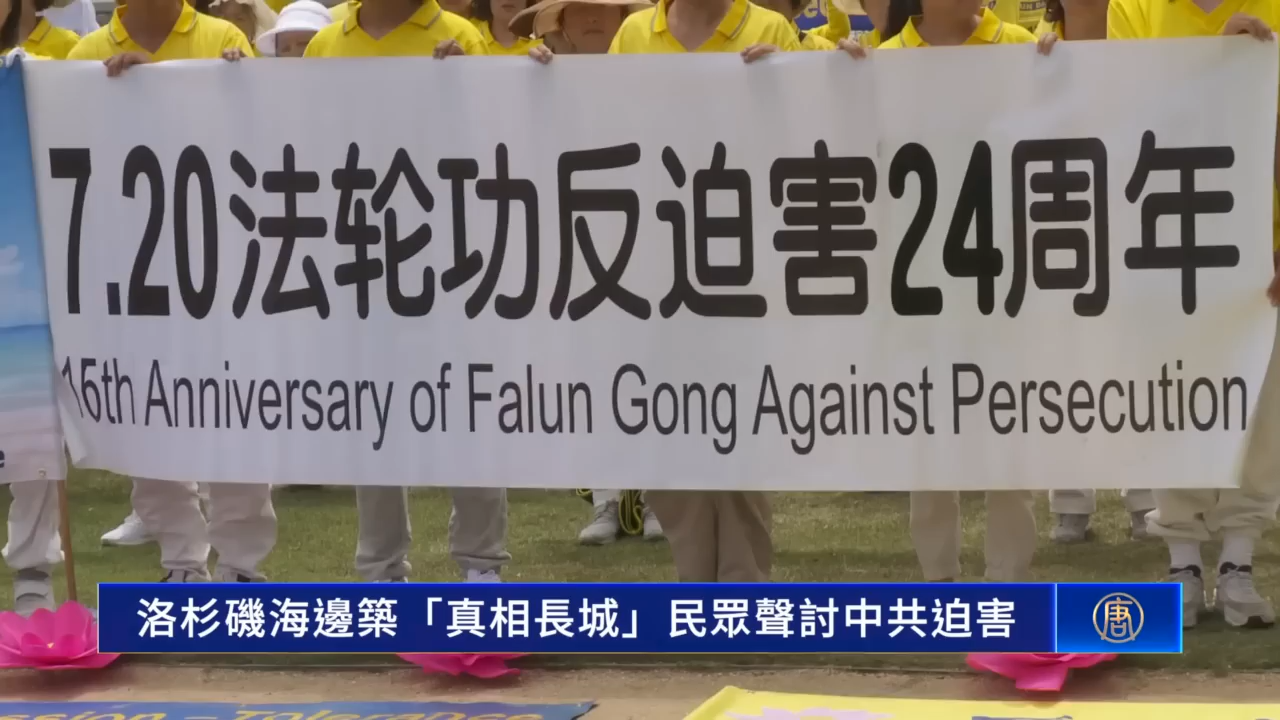 7.20法轮功反迫害24周年
16th Anniversary of Falun Gong Against Persecution
洛杉磯海邊築「真相長城」民眾聲討中共迫害
唐
Tolerance